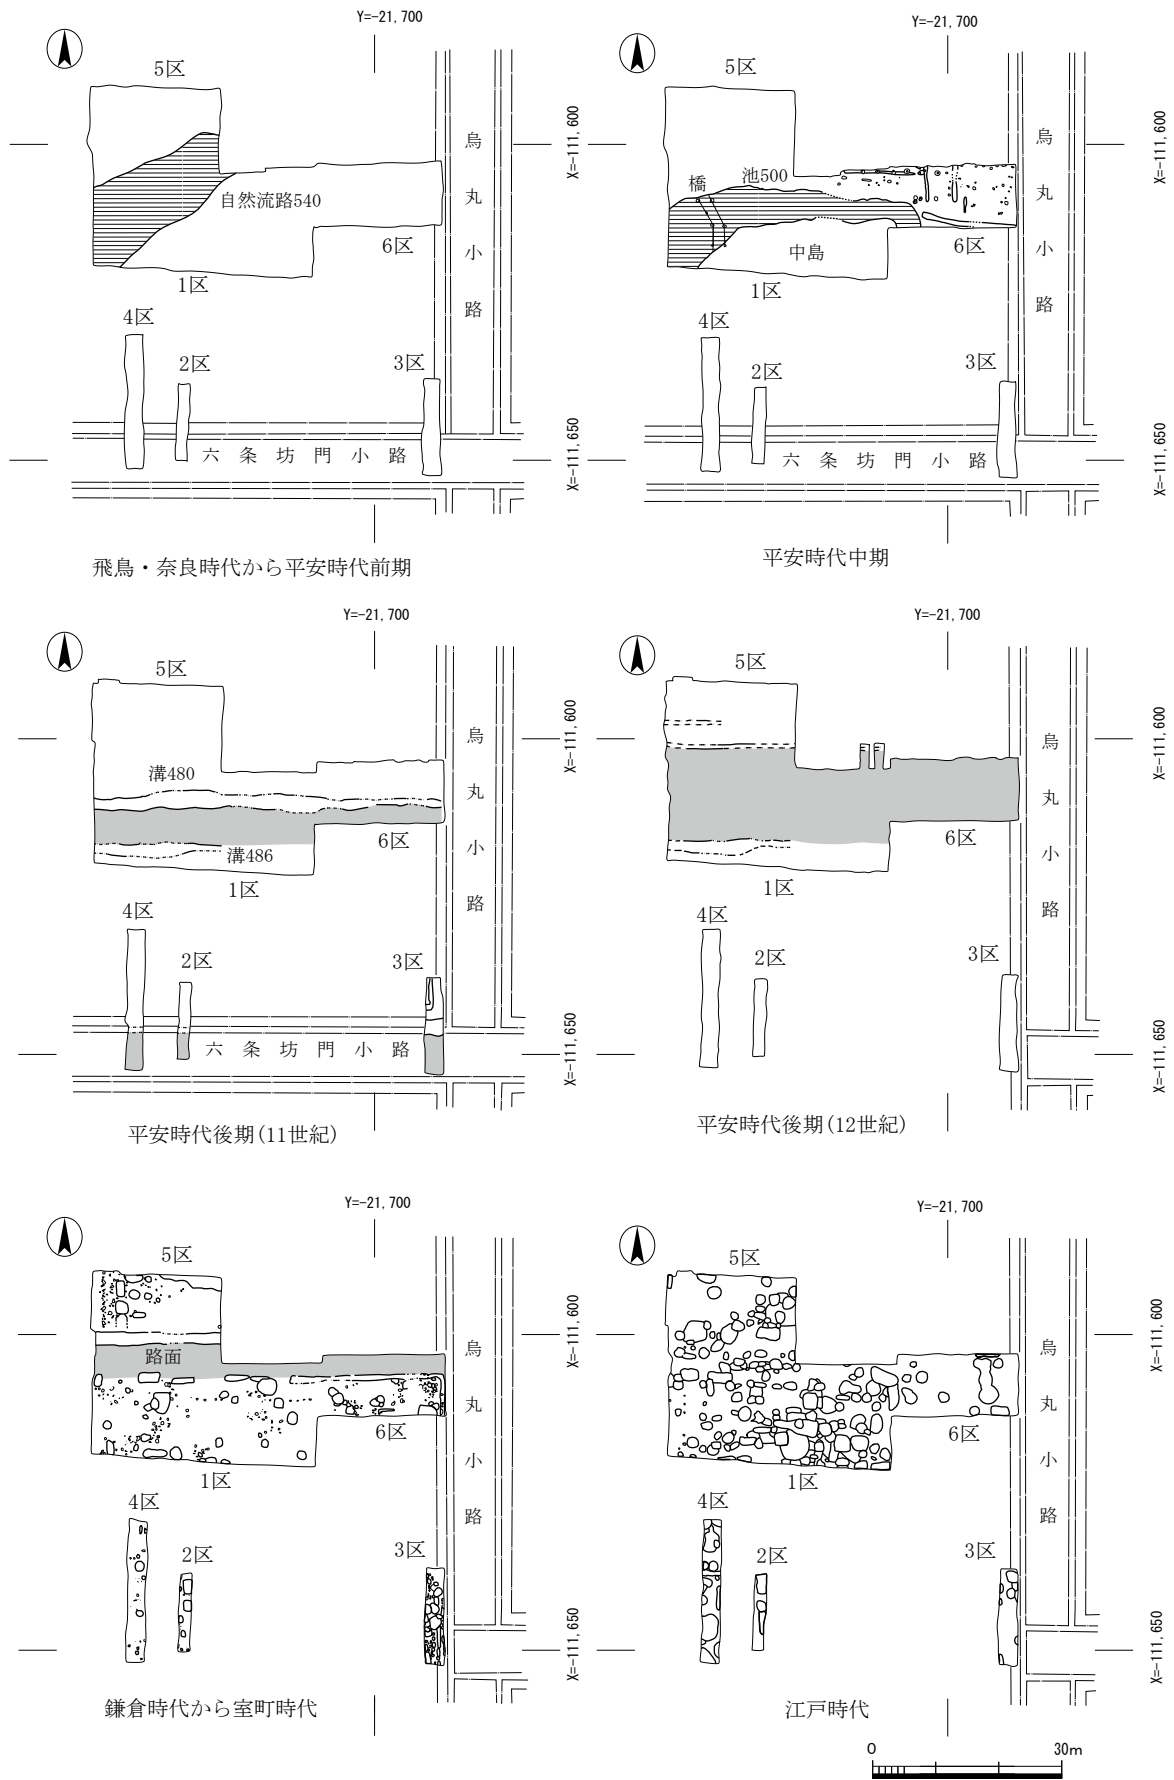 Y=-21,700
5区
X=-111,600
烏丸小路
自然流路540
6区
1区
4区
2区
3区
六条坊門小路
X=-111,650
飛鳥・奈良時代から平安時代前期
Y=-21,700
5区
X=-111,600
烏丸小路
橋
池500
中島
6区
1区
4区
2区
3区
六条坊門小路
X=-111,650
平安時代中期
Y=-21,700
5区
X=-111,600
烏丸小路
溝480
6区
溝486
1区
4区
2区
3区
六条坊門小路
X=-111,650
平安時代後期(11世紀)
Y=-21,700
5区
X=-111,600
烏丸小路
6区
1区
4区
2区
3区
X=-111,650
平安時代後期(12世紀)
Y=-21,700
5区
X=-111,600
烏丸小路
路面
6区
1区
4区
2区
3区
X=-111,650
鎌倉時代から室町時代
Y=-21,700
5区
X=-111,600
烏丸小路
6区
1区
4区
2区
3区
X=-111,650
江戸時代
0 30m